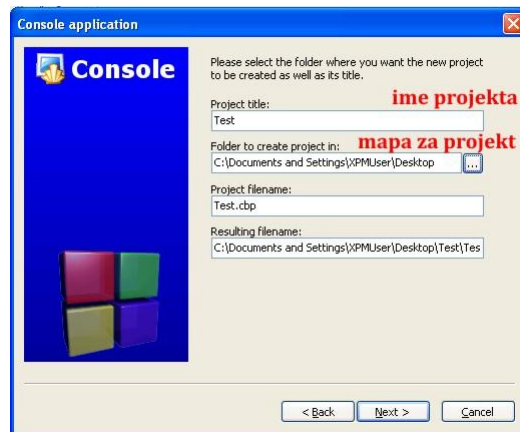 Console application
Console
Please select the folder where you want the new project
to be created as well as its title.
Project title:
ime projekta
Test
Folder to create project in:
mapa za projekt
C:\Documents and Settings\XPMUser\Desktop
...
Project filename:
Test.cbp
Resulting filename:
C:\Documents and Settings\XPMUser\Desktop\Test\Tes
< Back
Next >
Cancel